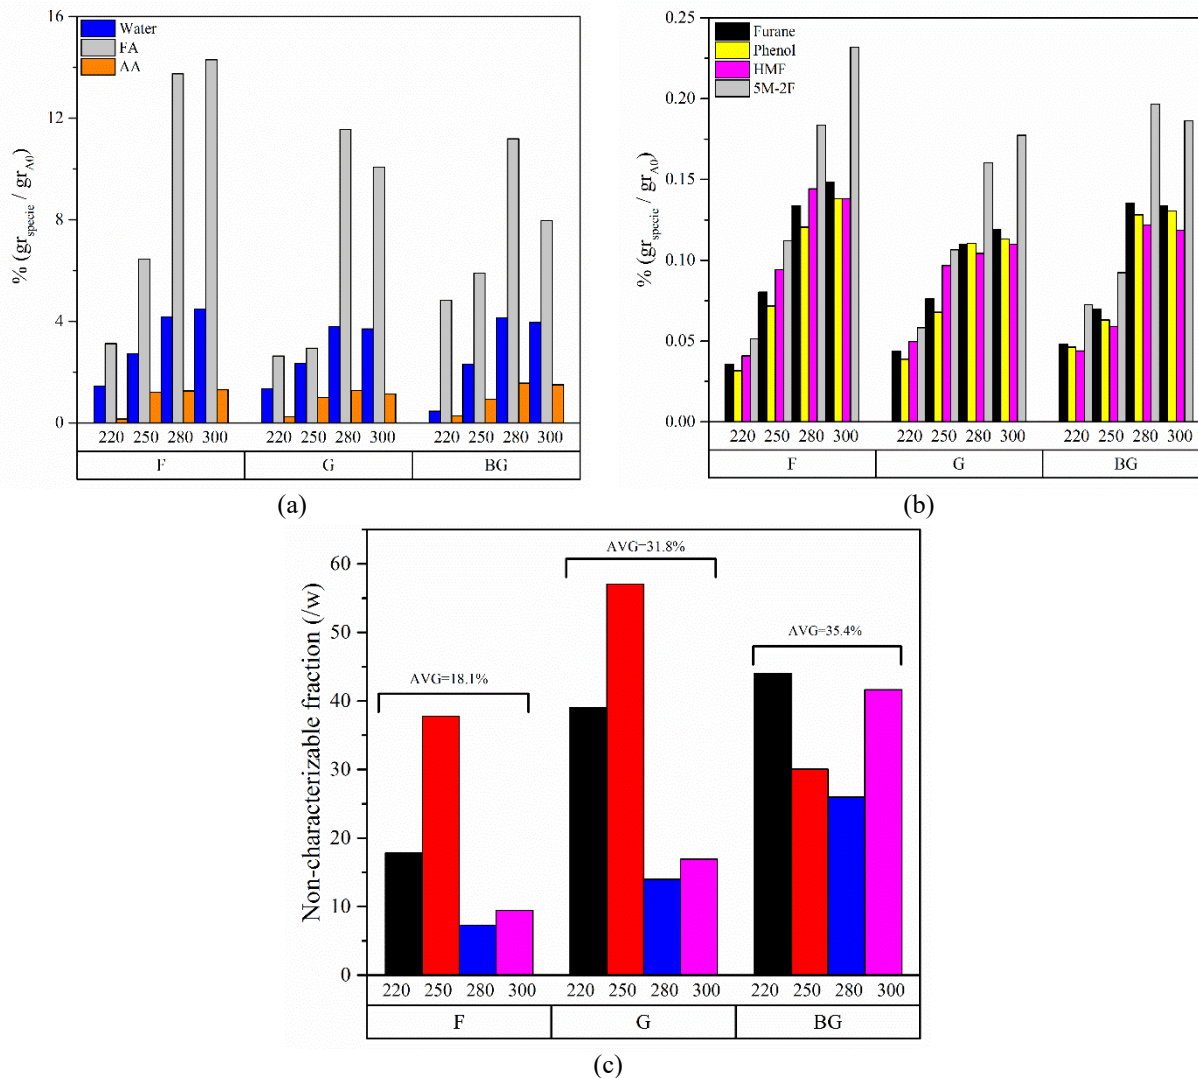 16
12
8
4
0
% (gr_specie / gr_A0)
Water
FA
AA
220 250 280 300 220 250 280 300 220 250 280 300
F G BG
(a)
0.25
0.20
0.15
0.10
0.05
0.00
% (gr_specie / gr_A0)
Furane
Phenol
HMF
5M-2F
220 250 280 300 220 250 280 300 220 250 280 300
F G BG
(b)
60
50
40
30
20
10
0
Non-characterizable fraction (/w)
AVG=18.1%
AVG=31.8%
AVG=35.4%
220 250 280 300 220 250 280 300 220 250 280 300
F G BG
(c)